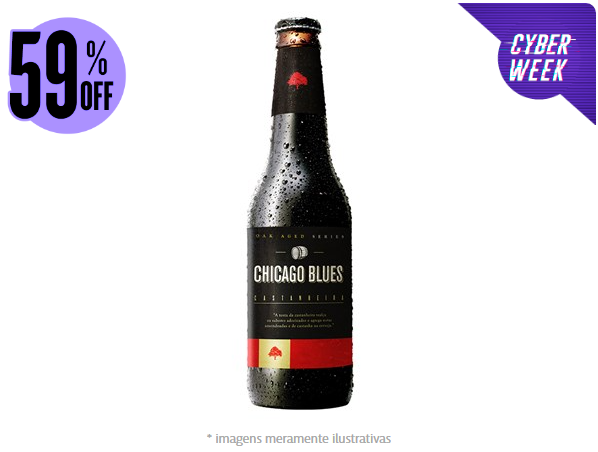 59% OFF
CYBER
WEEK
OAK AGED SERIES
CHICAGO BLUES
CASTANHEIRA
* imagens meramente ilustrativas